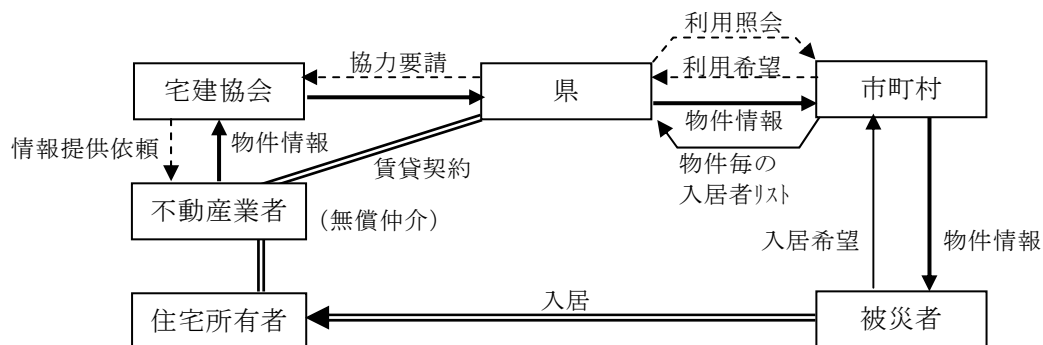 利用照会
協力要請
利用希望
宅建協会
県
市町村
物件情報
情報提供依頼
物件情報
賃貸契約
物件毎の
入居者ﾘｽﾄ
不動産業者
(無償仲介)
入居希望
物件情報
入居
住宅所有者
被災者